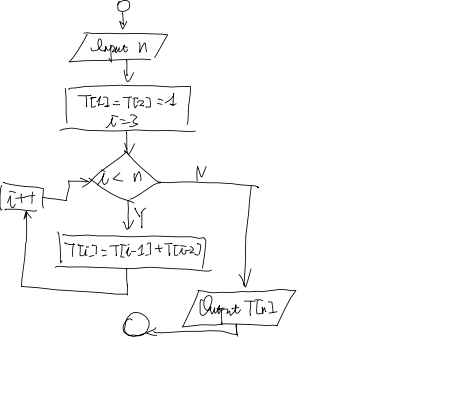 Input n
T[1]=T[2]=1
i=3
i < n
N
Y
i++
T[i]=T[i-1]+T[i-2]
Output T[n]